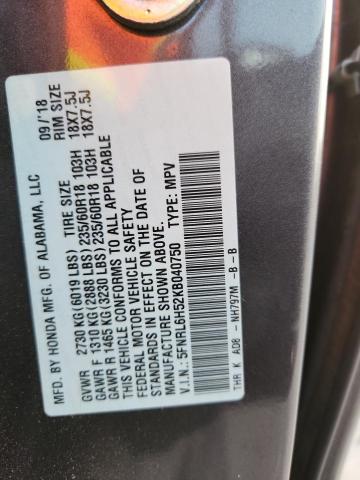 MFD. BY HONDA MFG. OF ALABAMA, LLC 09/'18
TIRE SIZE RIM SIZE
GVWR 2730 KG(6019 LBS)
GAWR F 1310 KG(2888 LBS) 235/60R18 103H 18X7.5J
GAWR R 1465 KG(3230 LBS) 235/60R18 103H 18X7.5J
THIS VEHICLE CONFORMS TO ALL APPLICABLE
FEDERAL MOTOR VEHICLE SAFETY
STANDARDS IN EFFECT ON THE DATE OF
MANUFACTURE SHOWN ABOVE.
V.I.N.: 5FNRL6H52KB040750 TYPE: MPV
THR K AD8 - NH797M -B -B